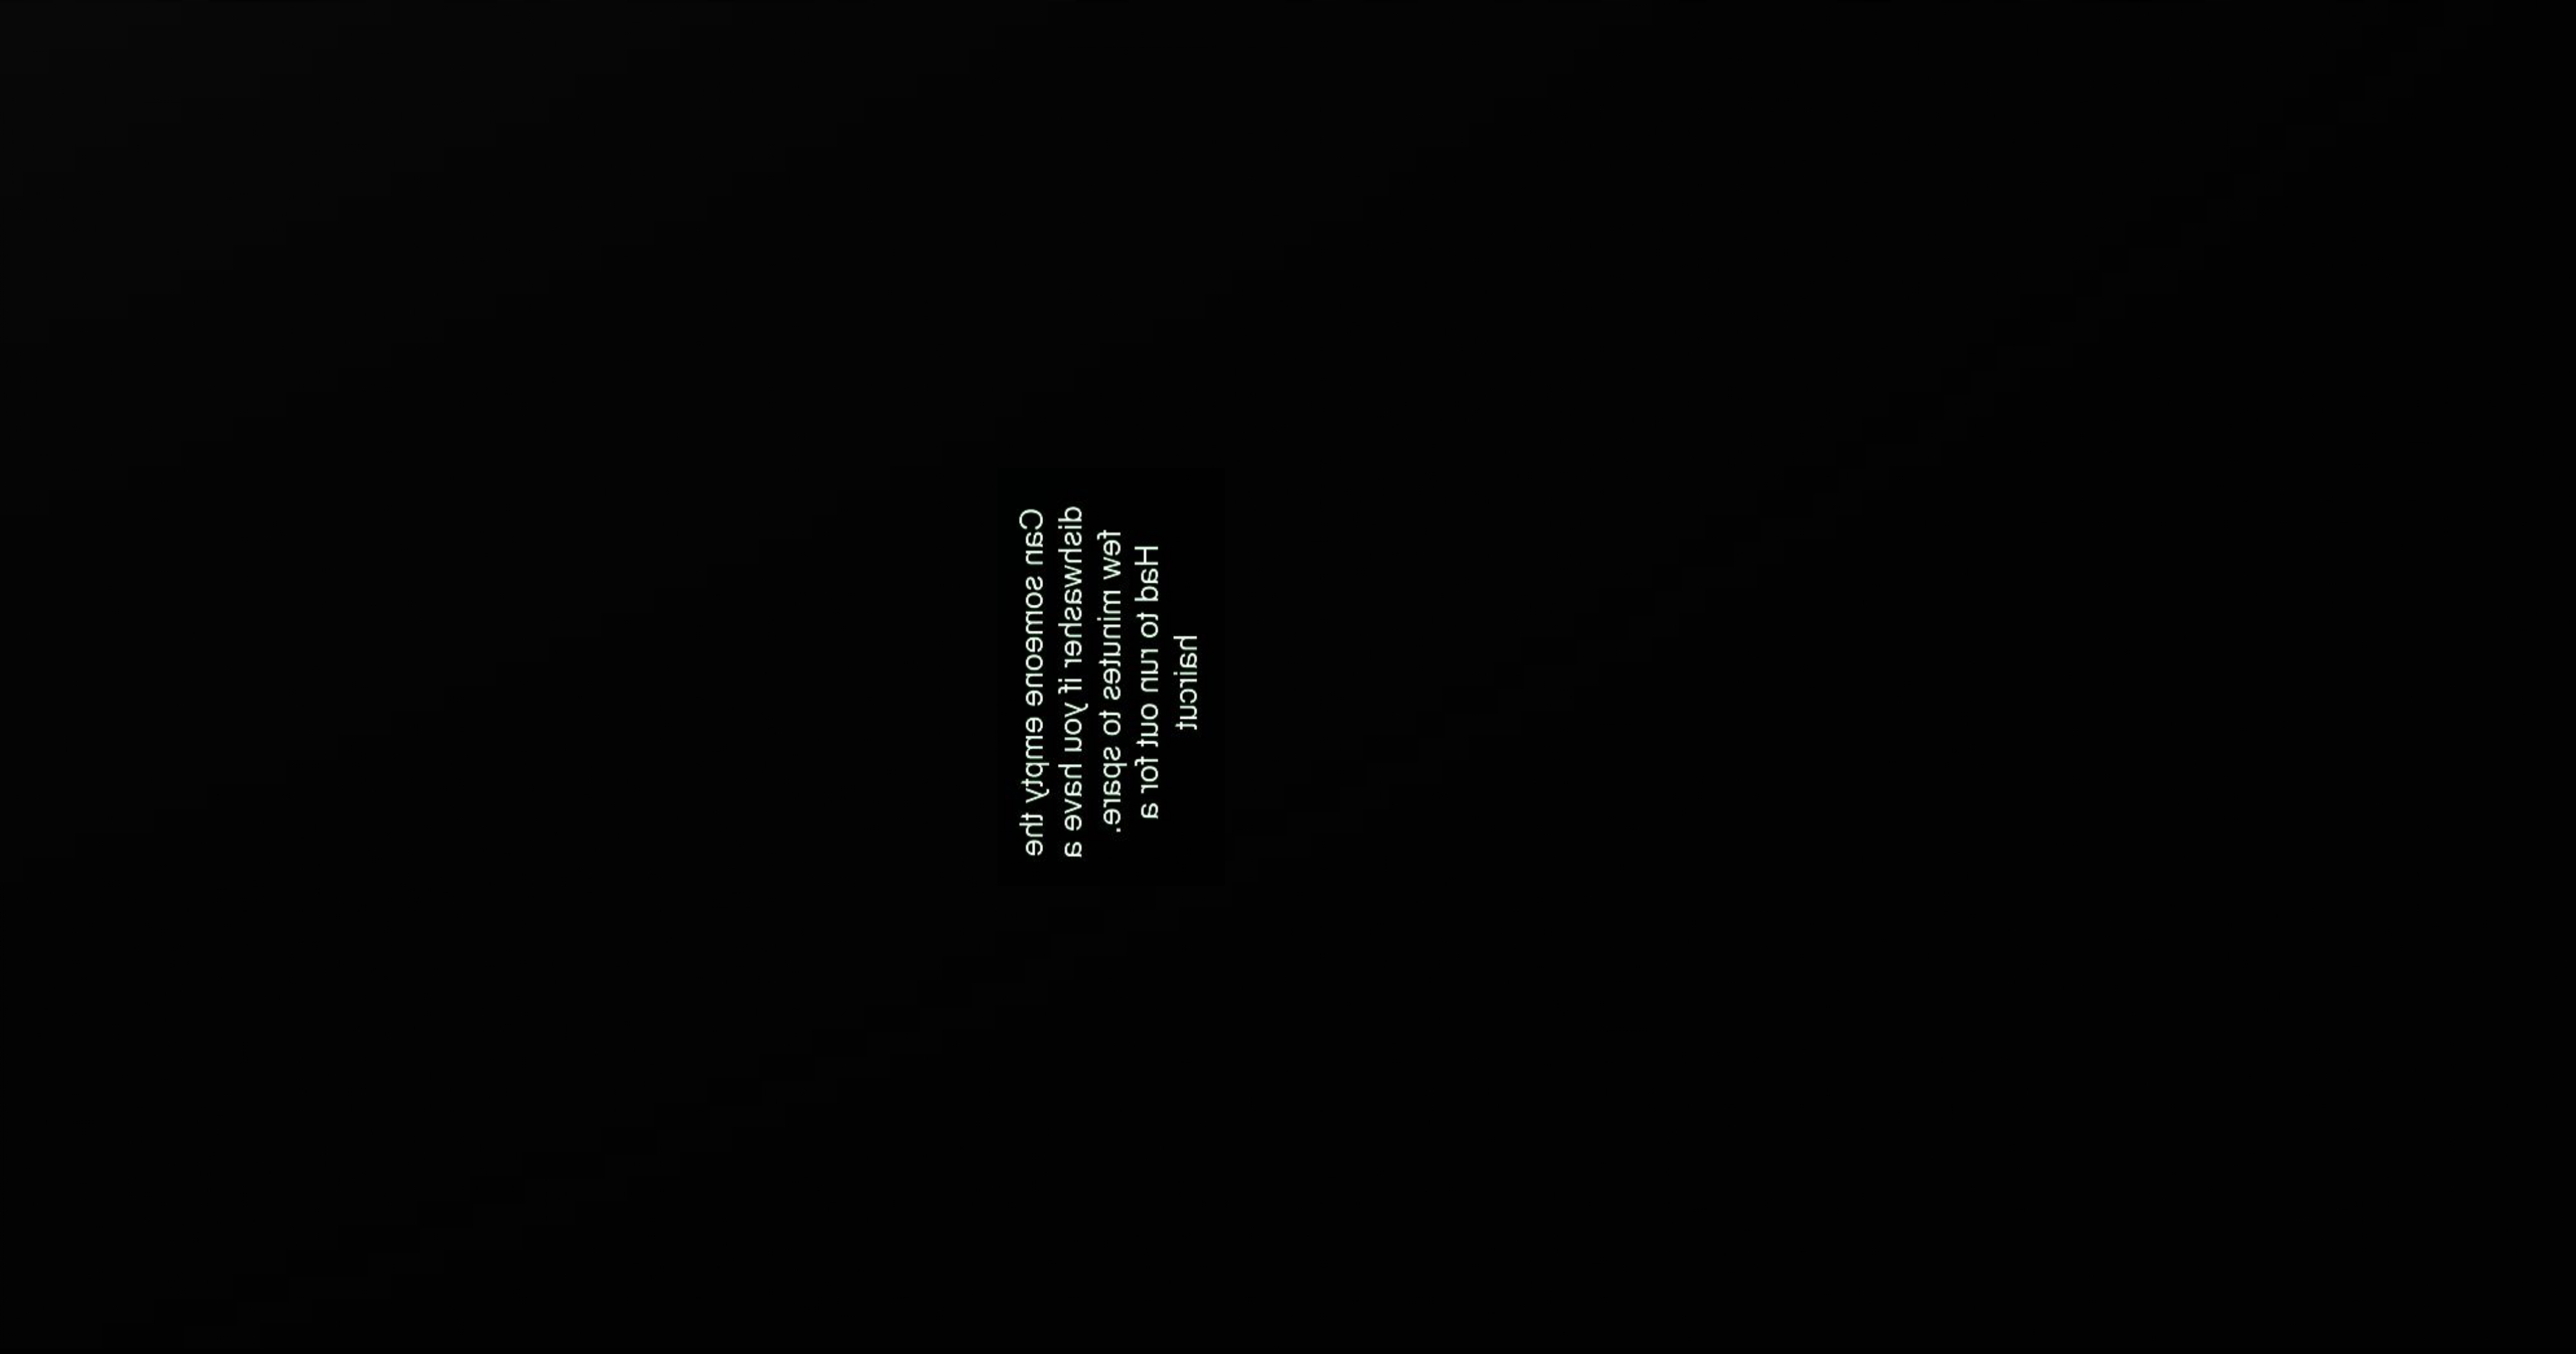 Can someone empty the
dishwasher if you have a
few minutes to spare.
Had to run out for a
haircut